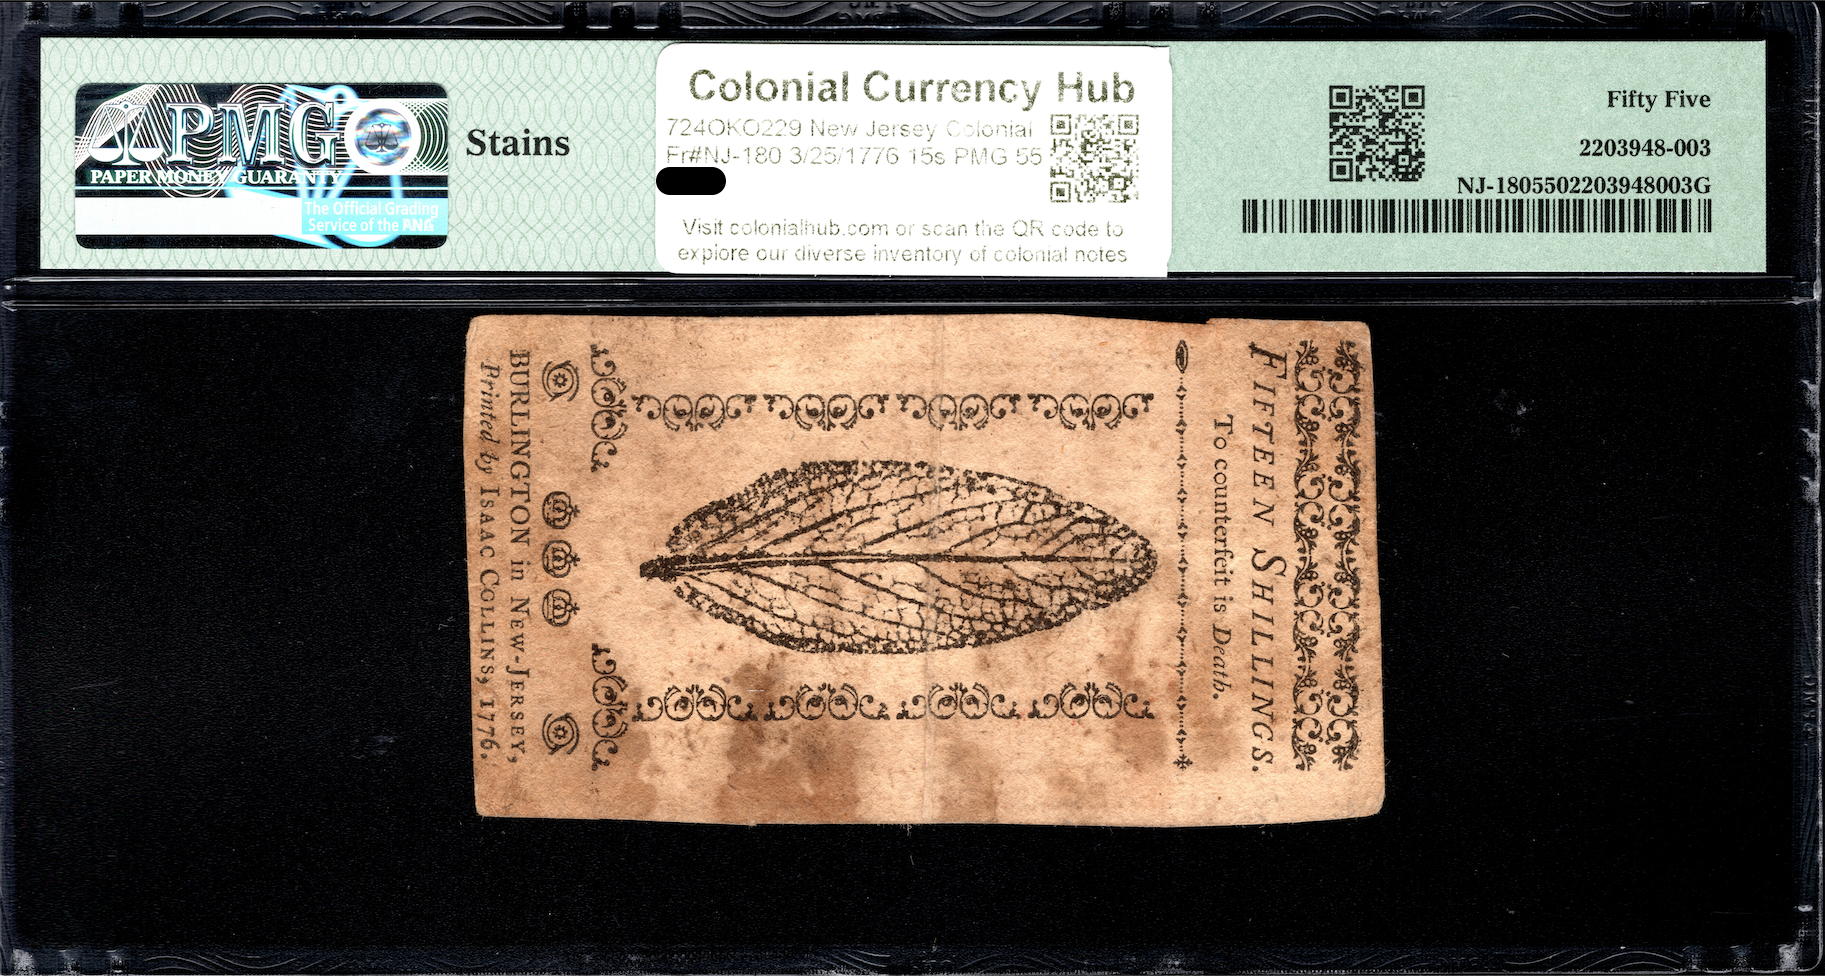 PMG
PAPER MONEY GUARANTY
The Official Grading
Service of the ANA
Stains
Colonial Currency Hub
724OKO229 New Jersey Colonial
Fr#NJ-180 3/25/1776 15s PMG 55
Visit colonialhub.com or scan the QR code to
explore our diverse inventory of colonial notes
Fifty Five
2203948-003
NJ-1805502203948003G
FIFTEEN SHILLINGS.
To counterfeit is Death.
BURLINGTON in NEW-JERSEY,
Printed by ISAAC COLLINS, 1776.